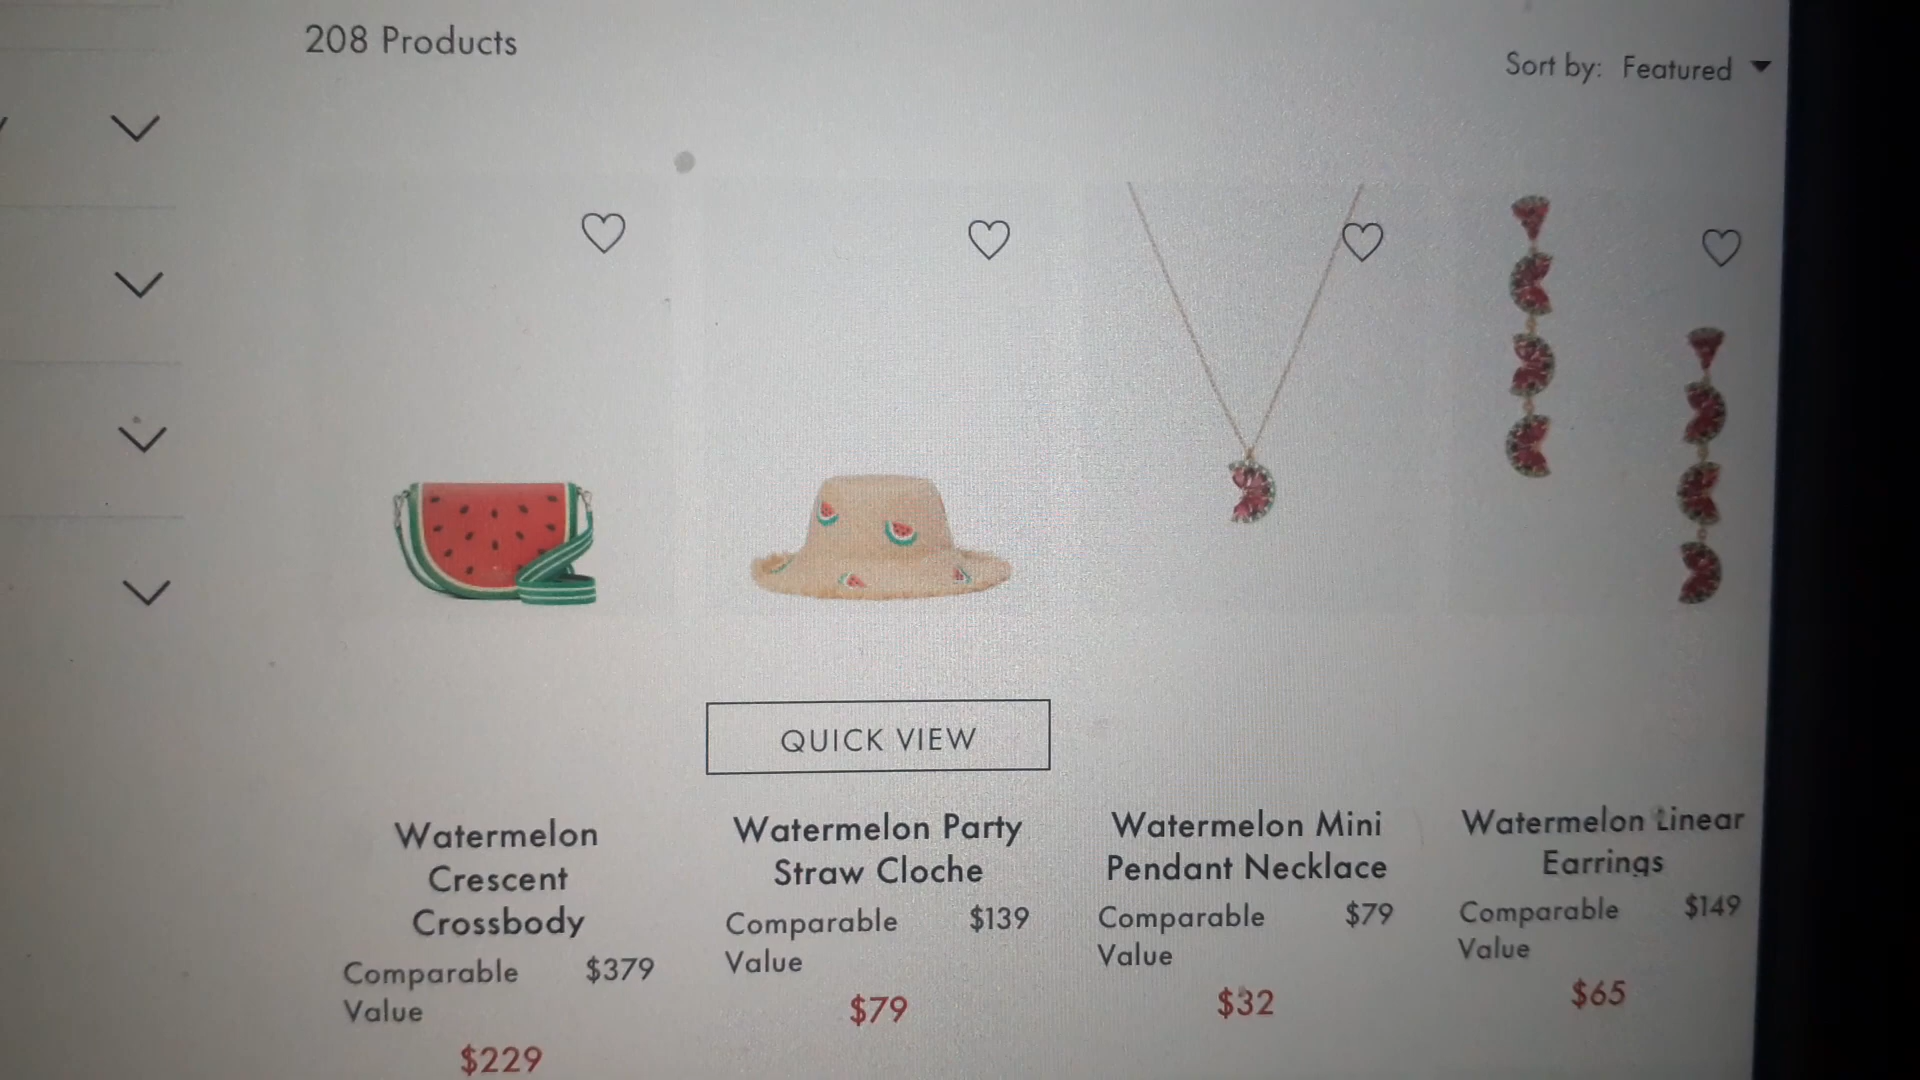 208 Products
Sort by: Featured
QUICK VIEW
Watermelon
Crescent
Crossbody
Comparable $379
Value
$229
Watermelon Party
Straw Cloche
Comparable $139
Value
$79
Watermelon Mini
Pendant Necklace
Comparable $79
Value
$32
Watermelon Linear
Earrings
Comparable $149
Value
$65